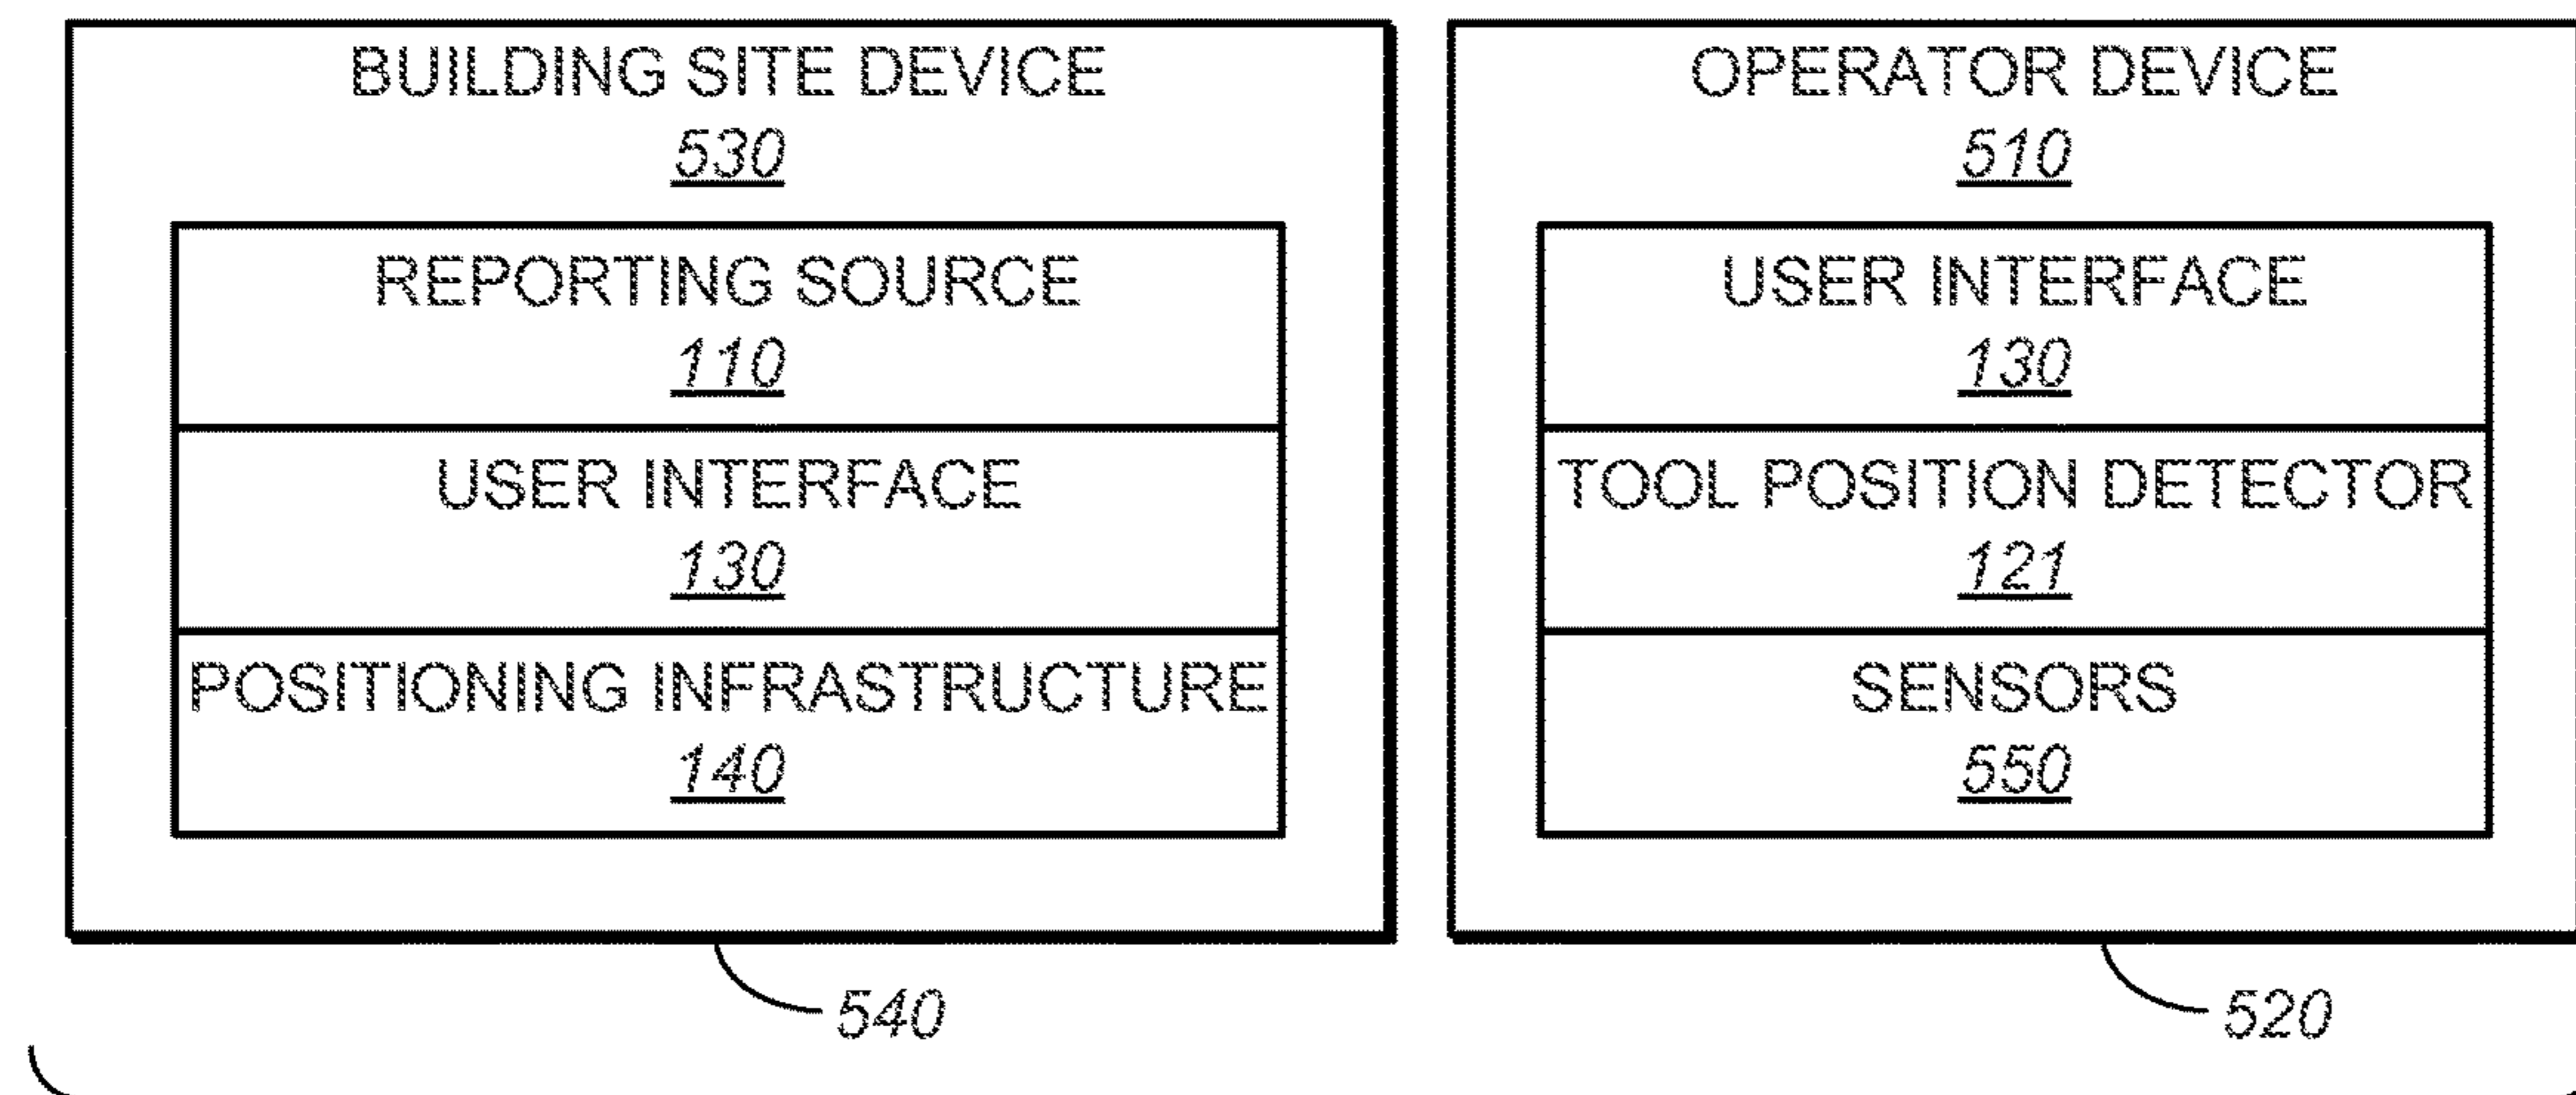 BUILDING SITE DEVICE
530
REPORTING SOURCE
110
USER INTERFACE
130
POSITIONING INFRASTRUCTURE
140
540
OPERATOR DEVICE
510
USER INTERFACE
130
TOOL POSITION DETECTOR
121
SENSORS
550
520